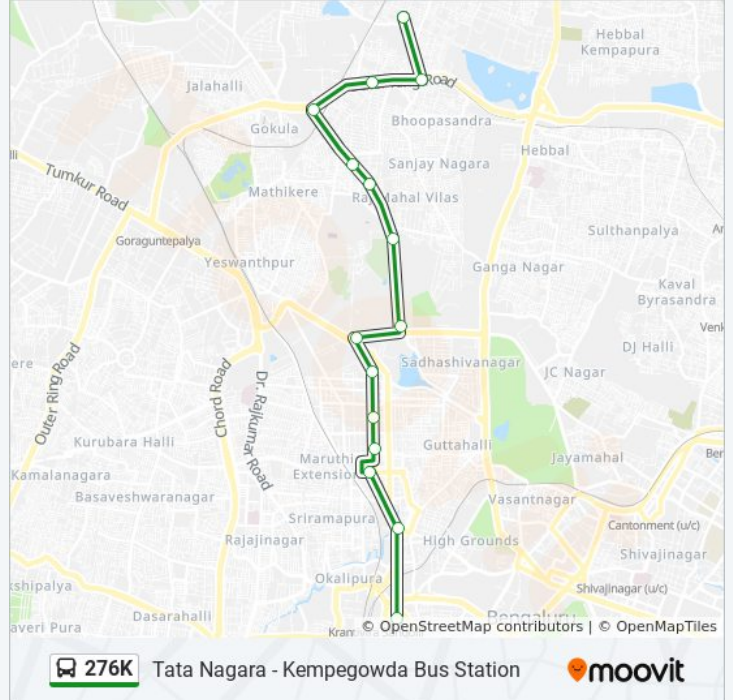 Hebbal
Kempapura
Jalahalli
Road
Bhoopasandra
Gokula
Hebbal
Sanjay Nagara
Tumkur Road
Mathikere
Sulthanpalya
Goraguntepalya
Yeswanthpur
Ganga Nagar
Kaval
Byrasandra
DJ Halli
Sadhashivanagar
JC Nagar
Outer Ring Road
Chord Road
Dr. Rajkumar Road
Kurubara Halli
Guttahalli
Maruthi
Extension
Jayamahal
Kamalanagara
Basaveshwaranagar
Vasantnagar
Sriramapura
Cantonment (u/c)
Rajajinagar
High Grounds
Shivajinagar
Okalipura
Shivajinagar (u/c)
Dasarahalli
Bengaluru
© OpenStreetMap contributors | © OpenMapTiles
276K Tata Nagara - Kempegowda Bus Station
moovit